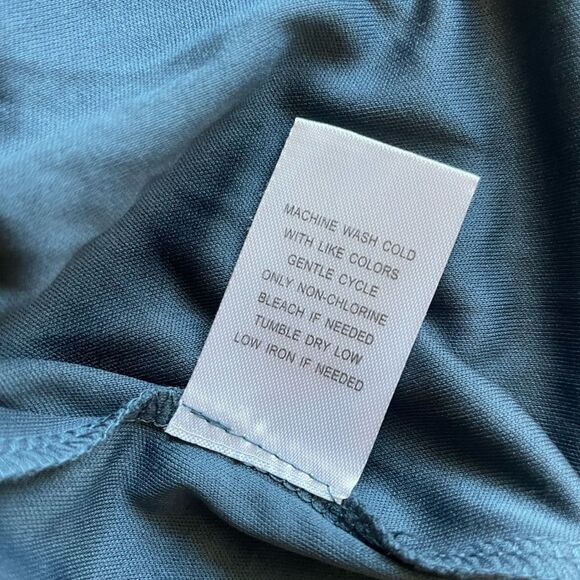 MACHINE WASH COLD
WITH LIKE COLORS
GENTLE CYCLE
ONLY NON-CHLORINE
BLEACH IF NEEDED
TUMBLE DRY LOW
LOW IRON IF NEEDED